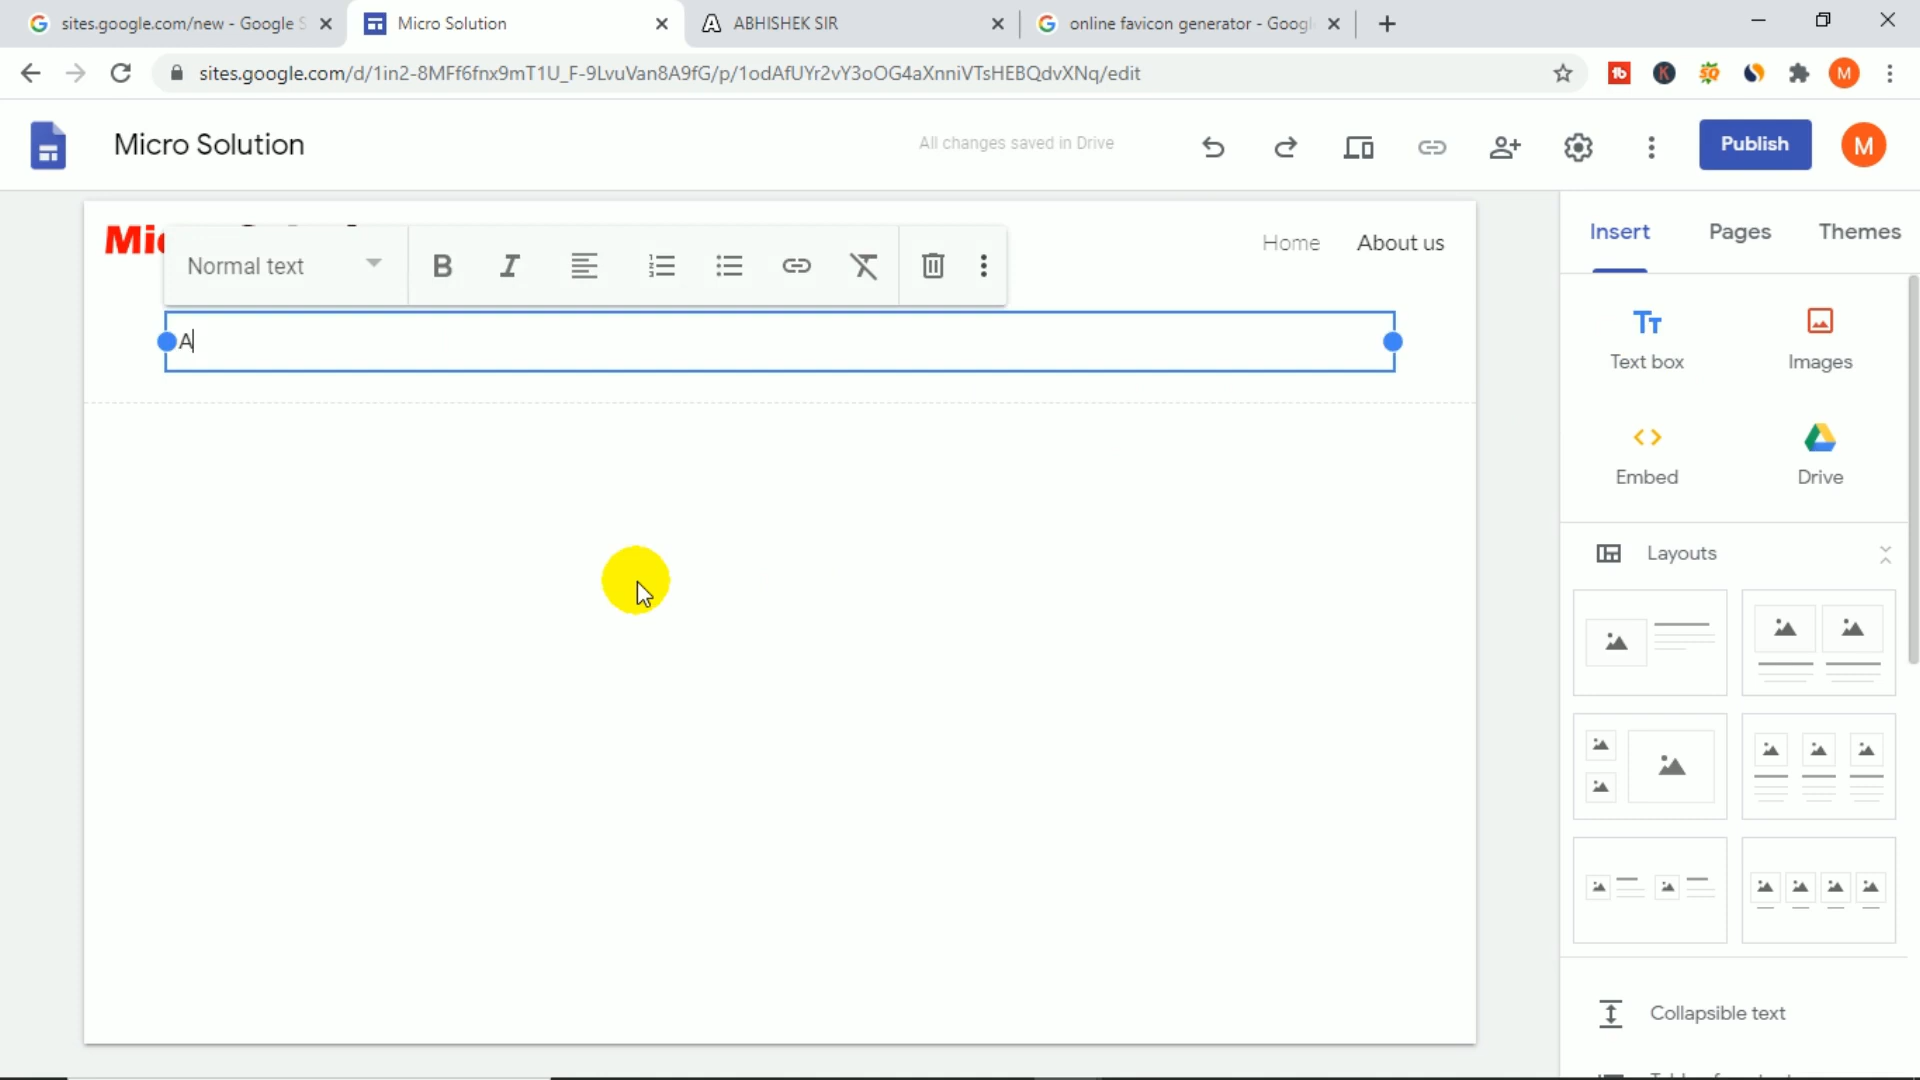 sites.google.com/new - Google S
Micro Solution
ABHISHEK SIR
online favicon generator - Googl
sites.google.com/d/1in2-8MFf6fnx9mT1U_F-9LvuVan8A9fG/p/1odAfUYr2vY3oOG4aXnniVTsHEBQdvXNq/edit
M
Micro Solution
All changes saved in Drive
Publish
M
Home
About us
Normal text
A
Insert
Pages
Themes
Text box
Images
Embed
Drive
Layouts
Collapsible text